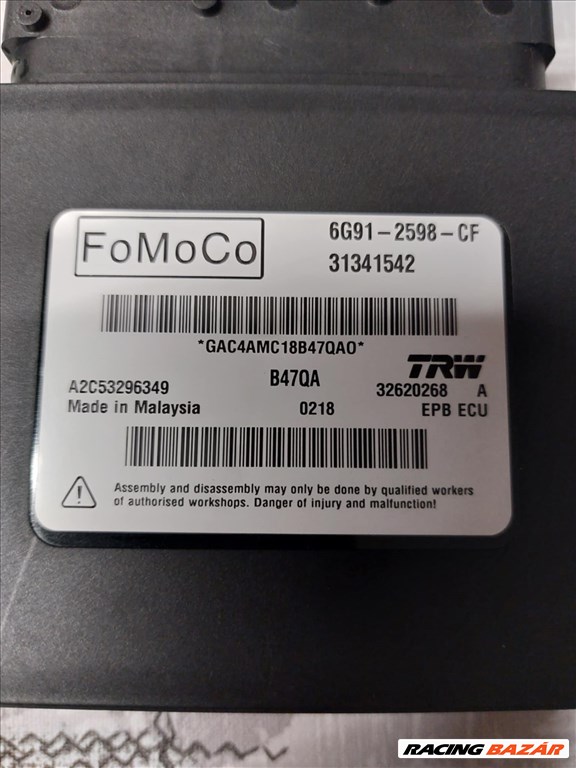 FoMoCo
6G91-2598-CF
31341542
*GAC4AMC18B47QA0*
TRW
A2C53296349
B47QA
32620268 A
Made in Malaysia
0218
EPB ECU
Assembly and disassembly may only be done by qualified workers
of authorised workshops. Danger of injury and malfunction!
RACING BAZÁR